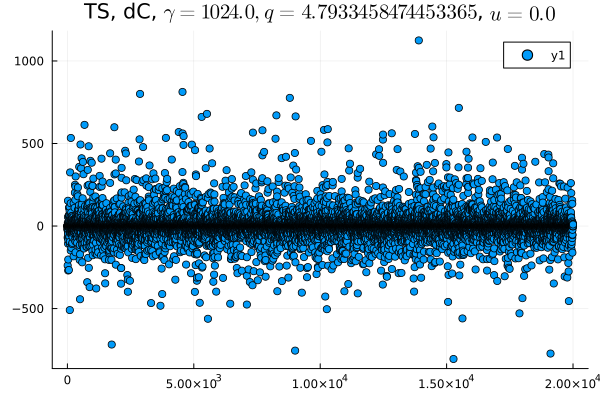 TS, dC, γ = 1024.0, q = 4.7933458474453365, u = 0.0
y1
1000
500
0
−500
0 5.00×10³ 1.00×10⁴ 1.50×10⁴ 2.00×10⁴